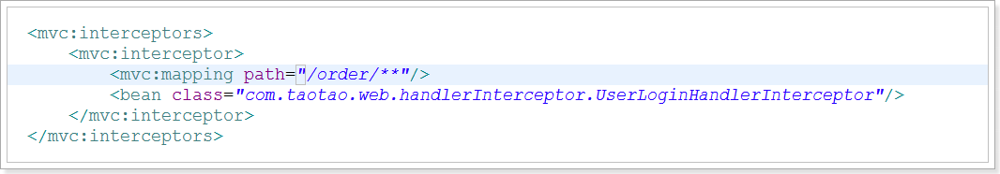 <mvc:interceptors>
<mvc:interceptor>
<mvc:mapping path="/order/**"/>
<bean class="com.taotao.web.handlerInterceptor.UserLoginHandlerInterceptor"/>
</mvc:interceptor>
</mvc:interceptors>